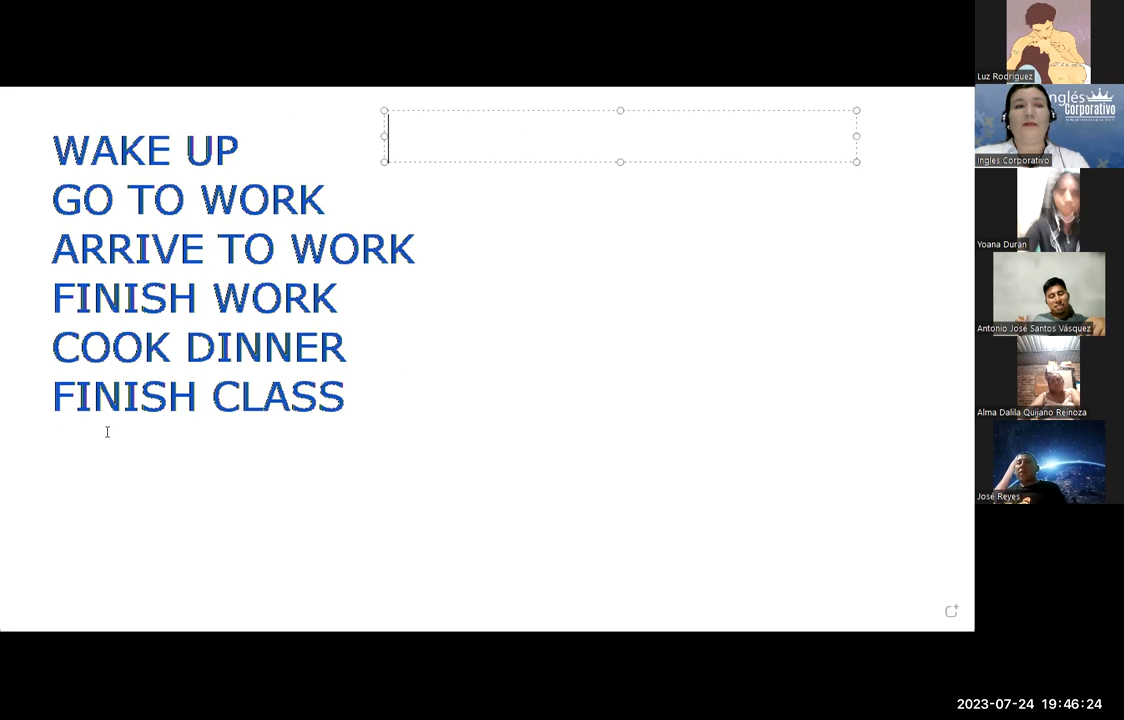 WAKE UP
GO TO WORK
ARRIVE TO WORK
FINISH WORK
COOK DINNER
FINISH CLASS
Luz Rodriguez
Inglés
Corporativo
Ingles Corporativo
Yoana Duran
Antonio José Santos Vásquez
Alma Dalila Quijano Reinoza
José Reyes
2023-07-24 19:46:24